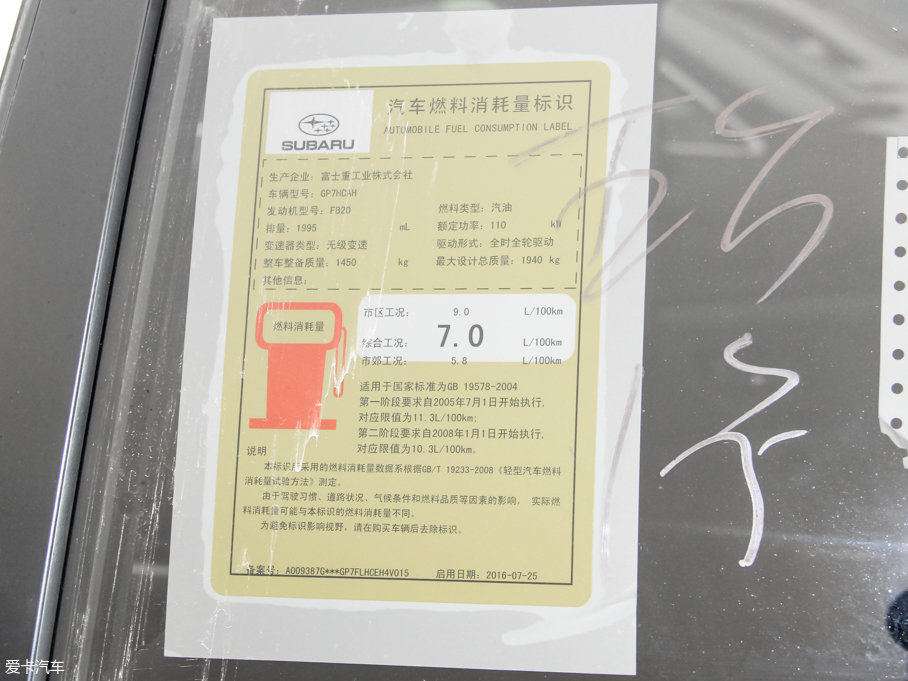 汽车燃料消耗量标识
AUTOMOBILE FUEL CONSUMPTION LABEL
SUBARU
生产企业: 富士重工业株式会社
车辆型号: GP7HCAH
发动机型号: FB20 燃料类型: 汽油
排量: 1995 mL 额定功率: 110 kW
变速器类型: 无级变速 驱动形式: 全时全轮驱动
整车整备质量: 1450 kg 最大设计总质量: 1940 kg
其他信息:
燃料消耗量
市区工况: 9.0 L/100km
综合工况: 7.0 L/100km
市郊工况: 5.8 L/100km
适用于国家标准为GB 19578-2004
第一阶段要求自2005年7月1日开始执行,
对应限值为11.3L/100km;
第二阶段要求自2008年1月1日开始执行,
对应限值为10.3L/100km。
说明
本标识所采用的燃料消耗量数据系根据GB/T 19233-2008《轻型汽车燃料
消耗量试验方法》测定。
由于驾驶习惯、道路状况、气候条件和燃料品质等因素的影响, 实际燃
料消耗量可能与本标识的燃料消耗量不同。
为避免标识影响视野, 请在购买车辆后去除标识。
备案号: A009387G***GP7FLHCEH4V015 启用日期: 2016-07-25
爱卡汽车